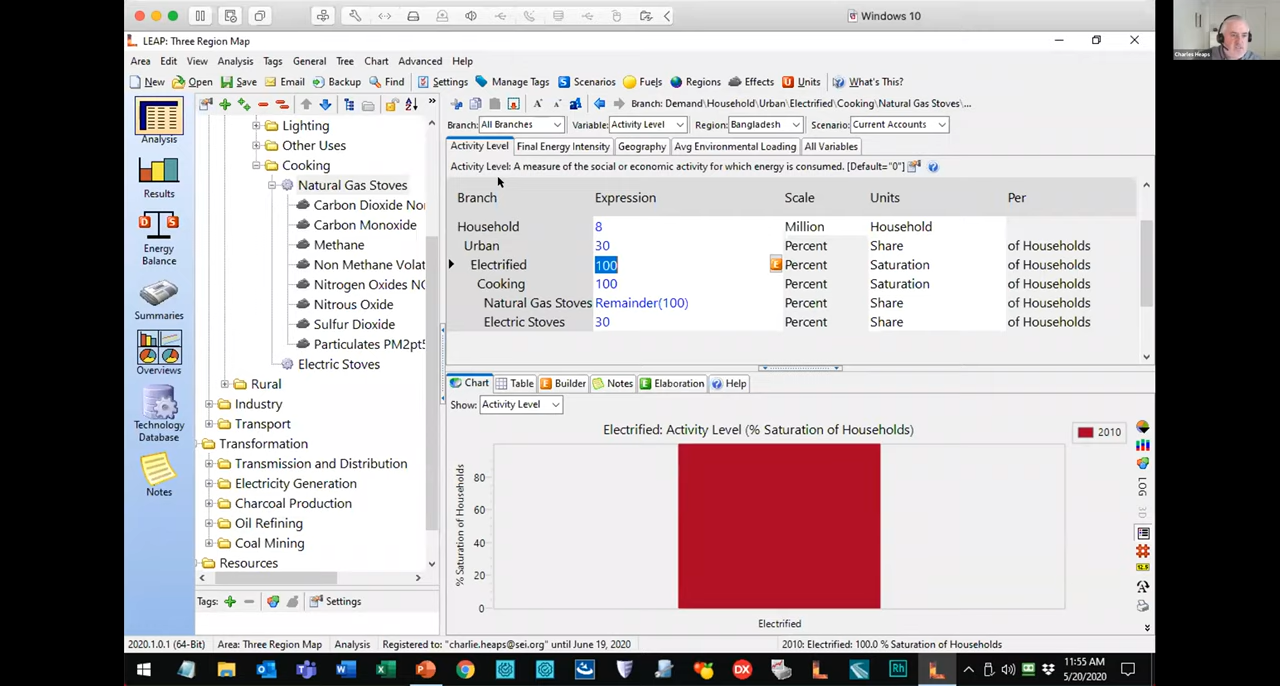 Windows 10
Charles Heaps
LEAP: Three Region Map
Area Edit View Analysis Tags General Tree Chart Advanced Help
New Open Save Email Backup Find Settings Manage Tags Scenarios Fuels Regions Effects Units What's This?
Branch: Demand\Household\Urban\Electrified\Cooking\Natural Gas Stoves\...
Branch: All Branches Variable: Activity Level Region: Bangladesh Scenario: Current Accounts
Activity Level Final Energy Intensity Geography Avg Environmental Loading All Variables
Activity Level: A measure of the social or economic activity for which energy is consumed. [Default="0"]
Analysis
Results
Energy
Balance
Summaries
Overviews
Technology
Database
Notes
Lighting
Other Uses
Cooking
Natural Gas Stoves
Carbon Dioxide No
Carbon Monoxide
Methane
Non Methane Volat
Nitrogen Oxides NO
Nitrous Oxide
Sulfur Dioxide
Particulates PM2pt5
Electric Stoves
Rural
Industry
Transport
Transformation
Transmission and Distribution
Electricity Generation
Charcoal Production
Oil Refining
Coal Mining
Resources
Tags: Settings
Branch Expression Scale Units Per
Household 8 Million Household
Urban 30 Percent Share of Households
Electrified 100 Percent Saturation of Households
Cooking 100 Percent Saturation of Households
Natural Gas Stoves Remainder(100) Percent Share of Households
Electric Stoves 30 Percent Share of Households
Chart Table Builder Notes Elaboration Help
Show: Activity Level
Electrified: Activity Level (% Saturation of Households)
2010
% Saturation of Households
80
60
40
20
0
Electrified
LOG
3D
12.9
2020.1.0.1 (64-Bit) Area: Three Region Map Analysis Registered to: "charlie.heaps@sei.org" until June 19, 2020 2010: Electrified: 100.0 % Saturation of Households
DX
Rh
11:55 AM
5/20/2020